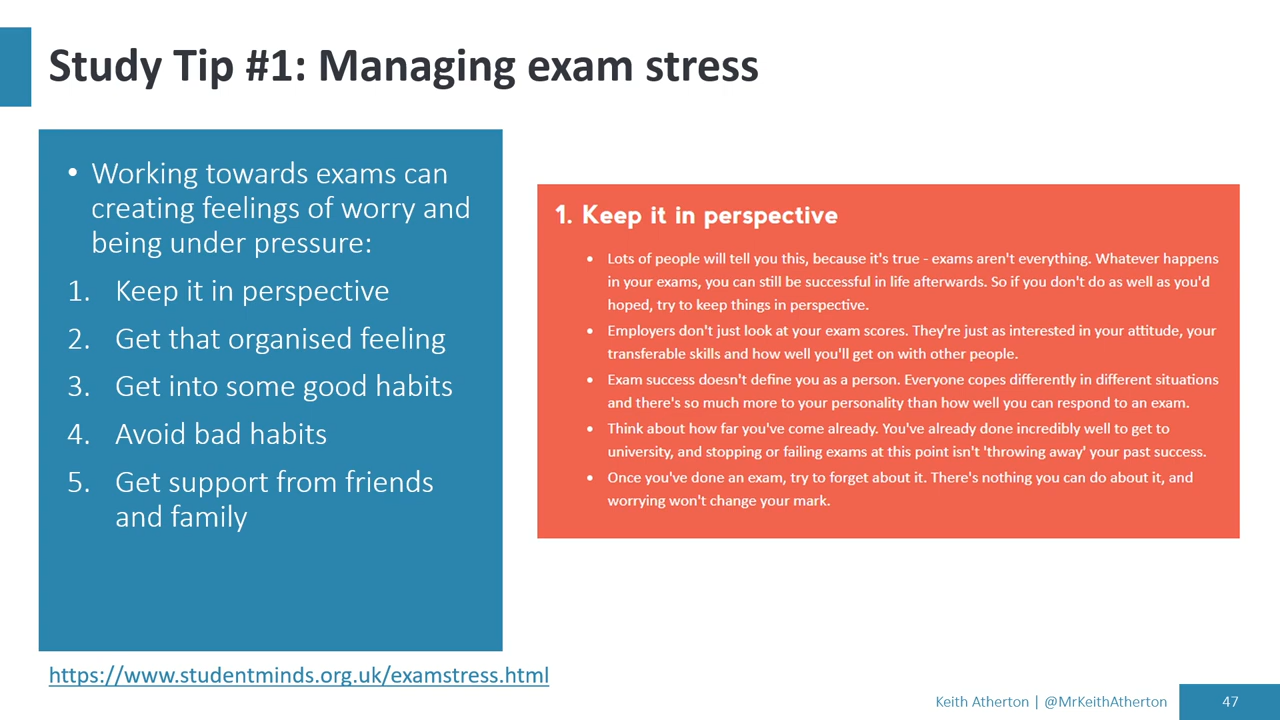 Study Tip #1: Managing exam stress
• Working towards exams can
creating feelings of worry and
being under pressure:
1. Keep it in perspective
2. Get that organised feeling
3. Get into some good habits
4. Avoid bad habits
5. Get support from friends
and family
https://www.studentminds.org.uk/examstress.html
1. Keep it in perspective
• Lots of people will tell you this, because it's true - exams aren't everything. Whatever happens
in your exams, you can still be successful in life afterwards. So if you don't do as well as you'd
hoped, try to keep things in perspective.
• Employers don't just look at your exam scores. They're just as interested in your attitude, your
transferable skills and how well you'll get on with other people.
• Exam success doesn't define you as a person. Everyone copes differently in different situations
and there's so much more to your personality than how well you can respond to an exam.
• Think about how far you've come already. You've already done incredibly well to get to
university, and stopping or failing exams at this point isn't 'throwing away' your past success.
• Once you've done an exam, try to forget about it. There's nothing you can do about it, and
worrying won't change your mark.
Keith Atherton | @MrKeithAtherton
47